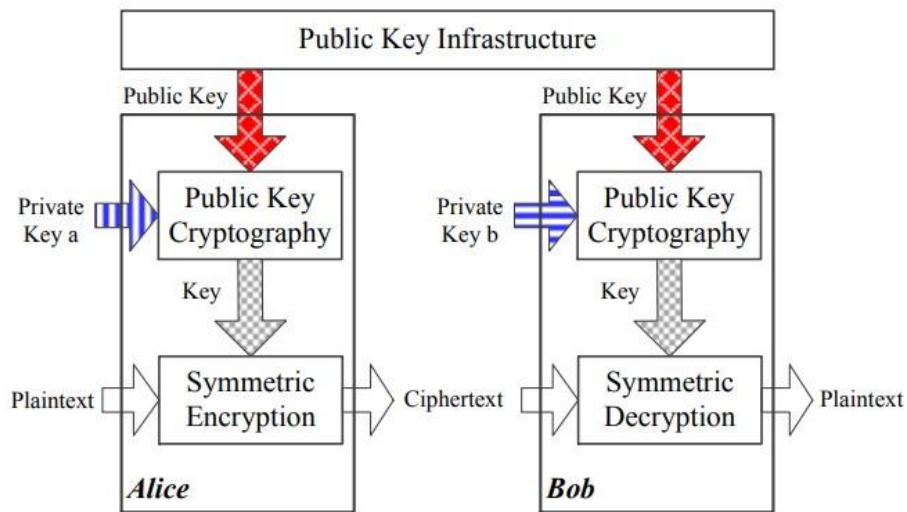 Public Key Infrastructure
Public Key
Public Key
Private
Key a
Public Key
Cryptography
Private
Key b
Public Key
Cryptography
Key
Key
Plaintext
Symmetric
Encryption
Ciphertext
Symmetric
Decryption
Plaintext
Alice
Bob